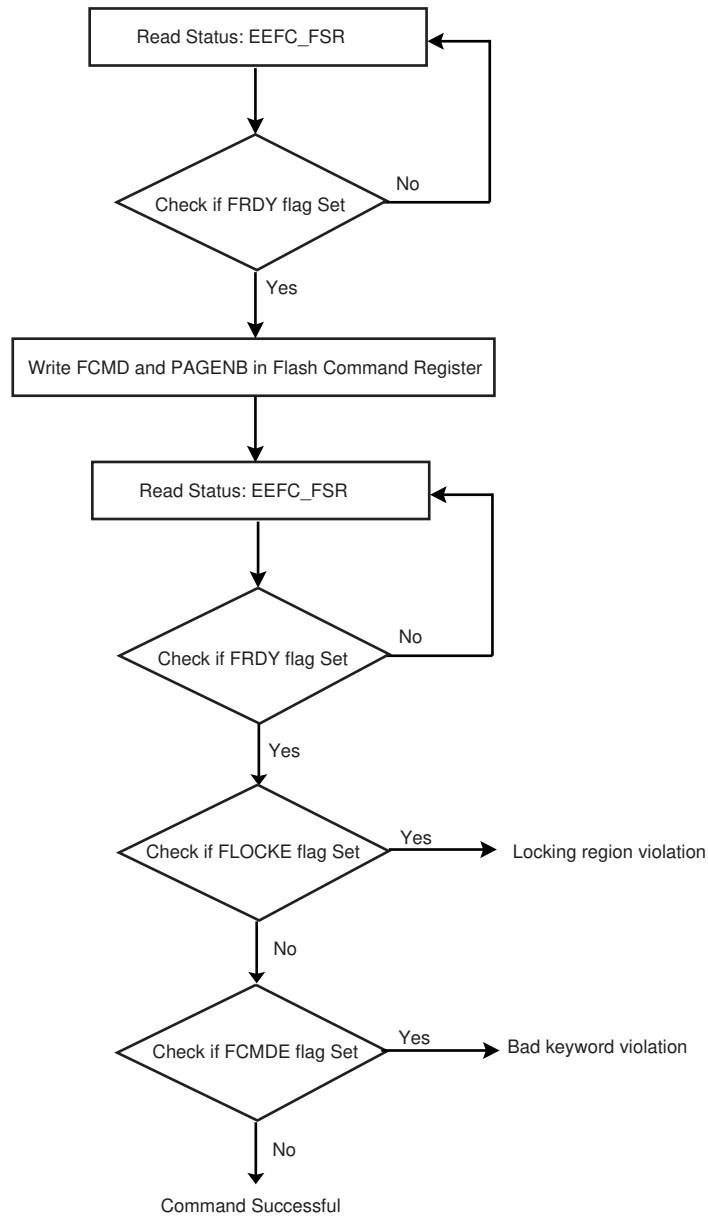 Read Status: EEFC_FSR
No
Check if FRDY flag Set
Yes
Write FCMD and PAGENB in Flash Command Register
Read Status: EEFC_FSR
No
Check if FRDY flag Set
Yes
Check if FLOCKE flag Set
Yes
Locking region violation
No
Check if FCMDE flag Set
Yes
Bad keyword violation
No
Command Successful